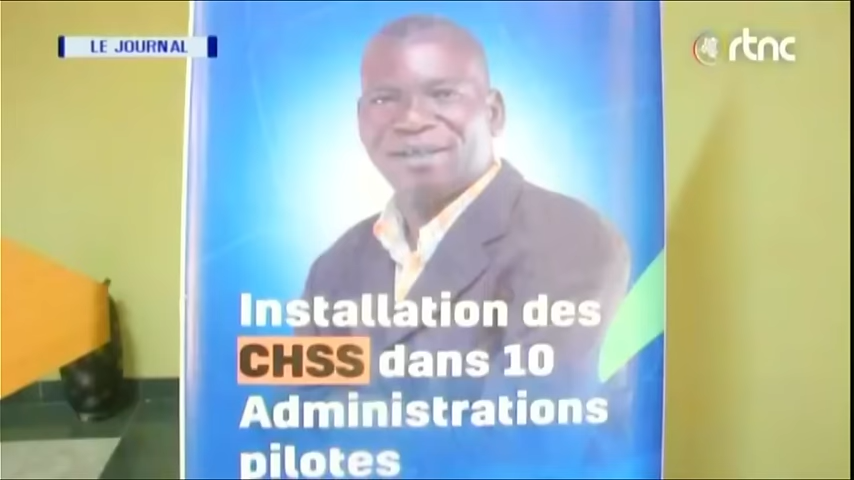 LE JOURNAL
rtnc
Installation des
CHSS dans 10
Administrations
pilotes